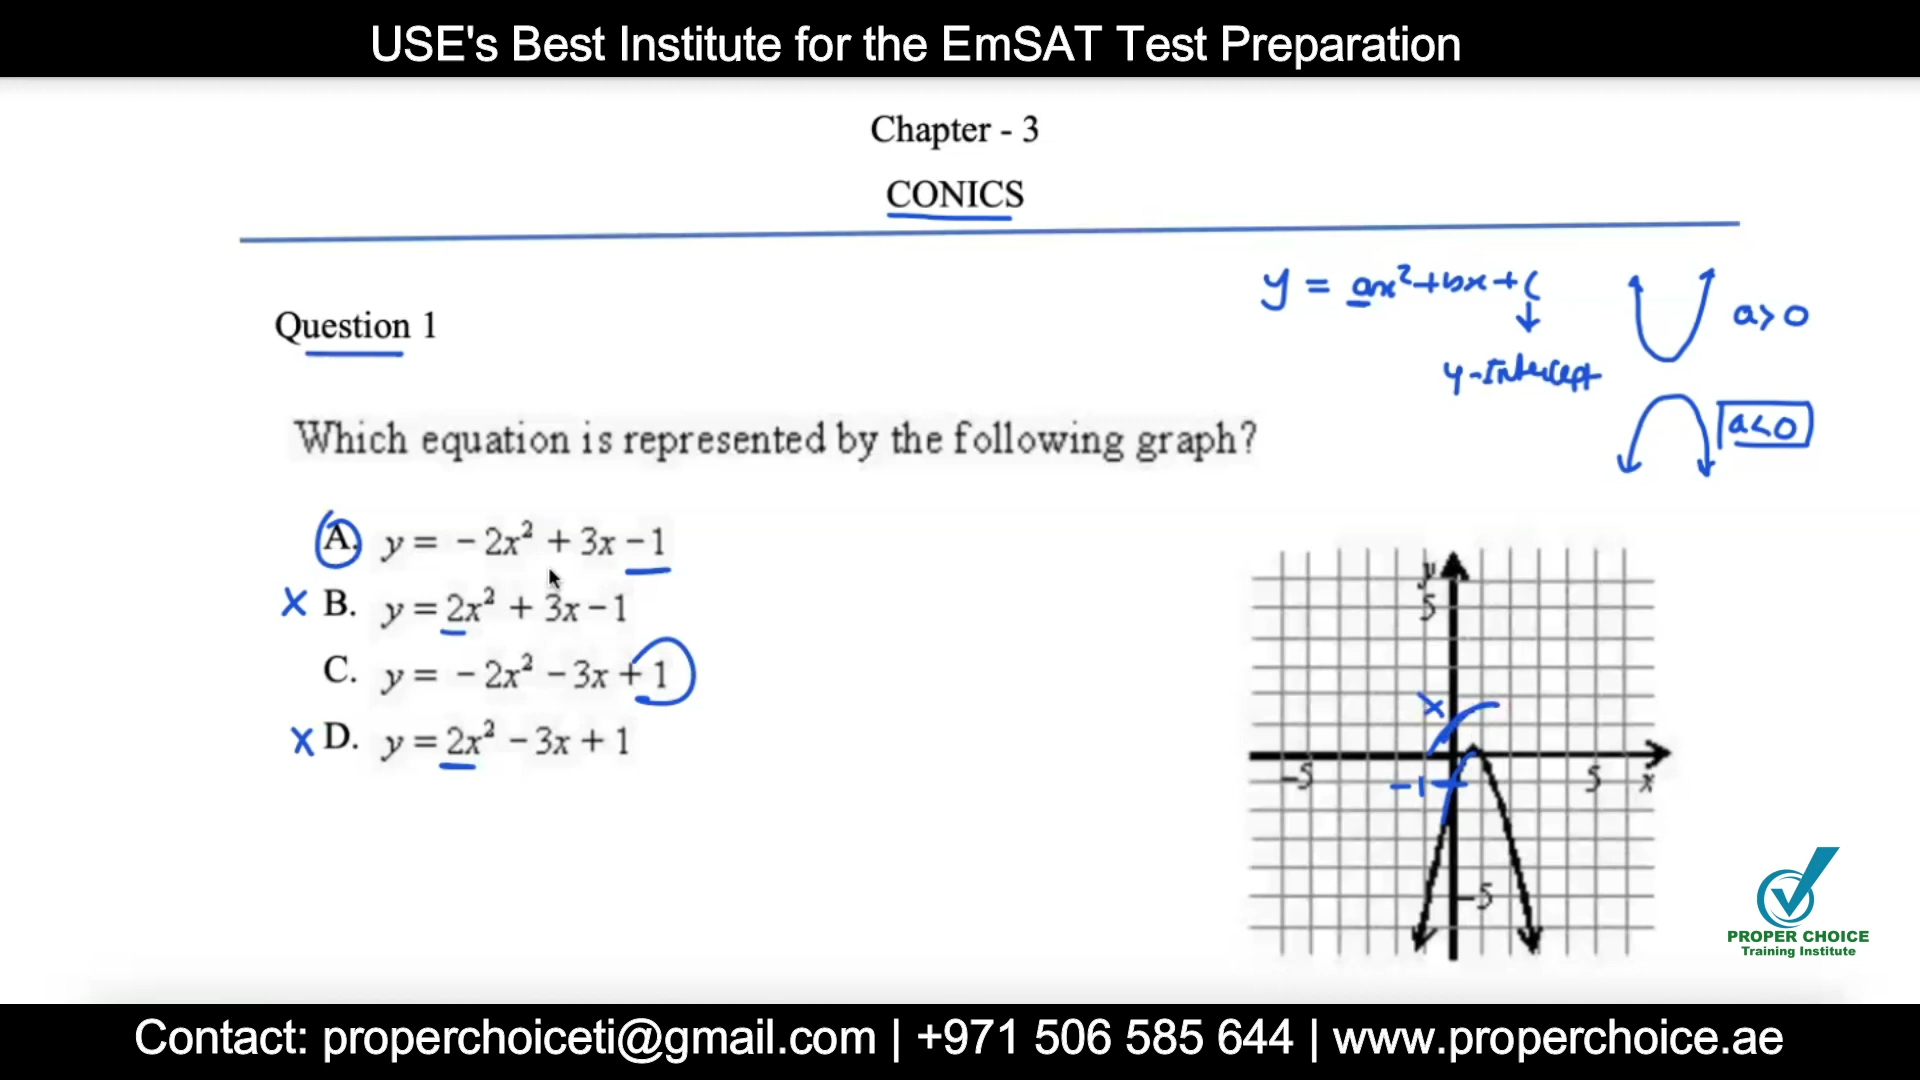 USE's Best Institute for the EmSAT Test Preparation
Chapter - 3
CONICS
y = ax² + bx + c
a > 0
Question 1
y-Intercept
a < 0
Which equation is represented by the following graph?
A. y = − 2x² + 3x − 1
x B. y = 2x² + 3x − 1
C. y = − 2x² − 3x + 1
x D. y = 2x² − 3x + 1
y
5
x
-5
5
x
-1
-5
PROPER CHOICE
Training Institute
Contact: properchoiceti@gmail.com | +971 506 585 644 | www.properchoice.ae